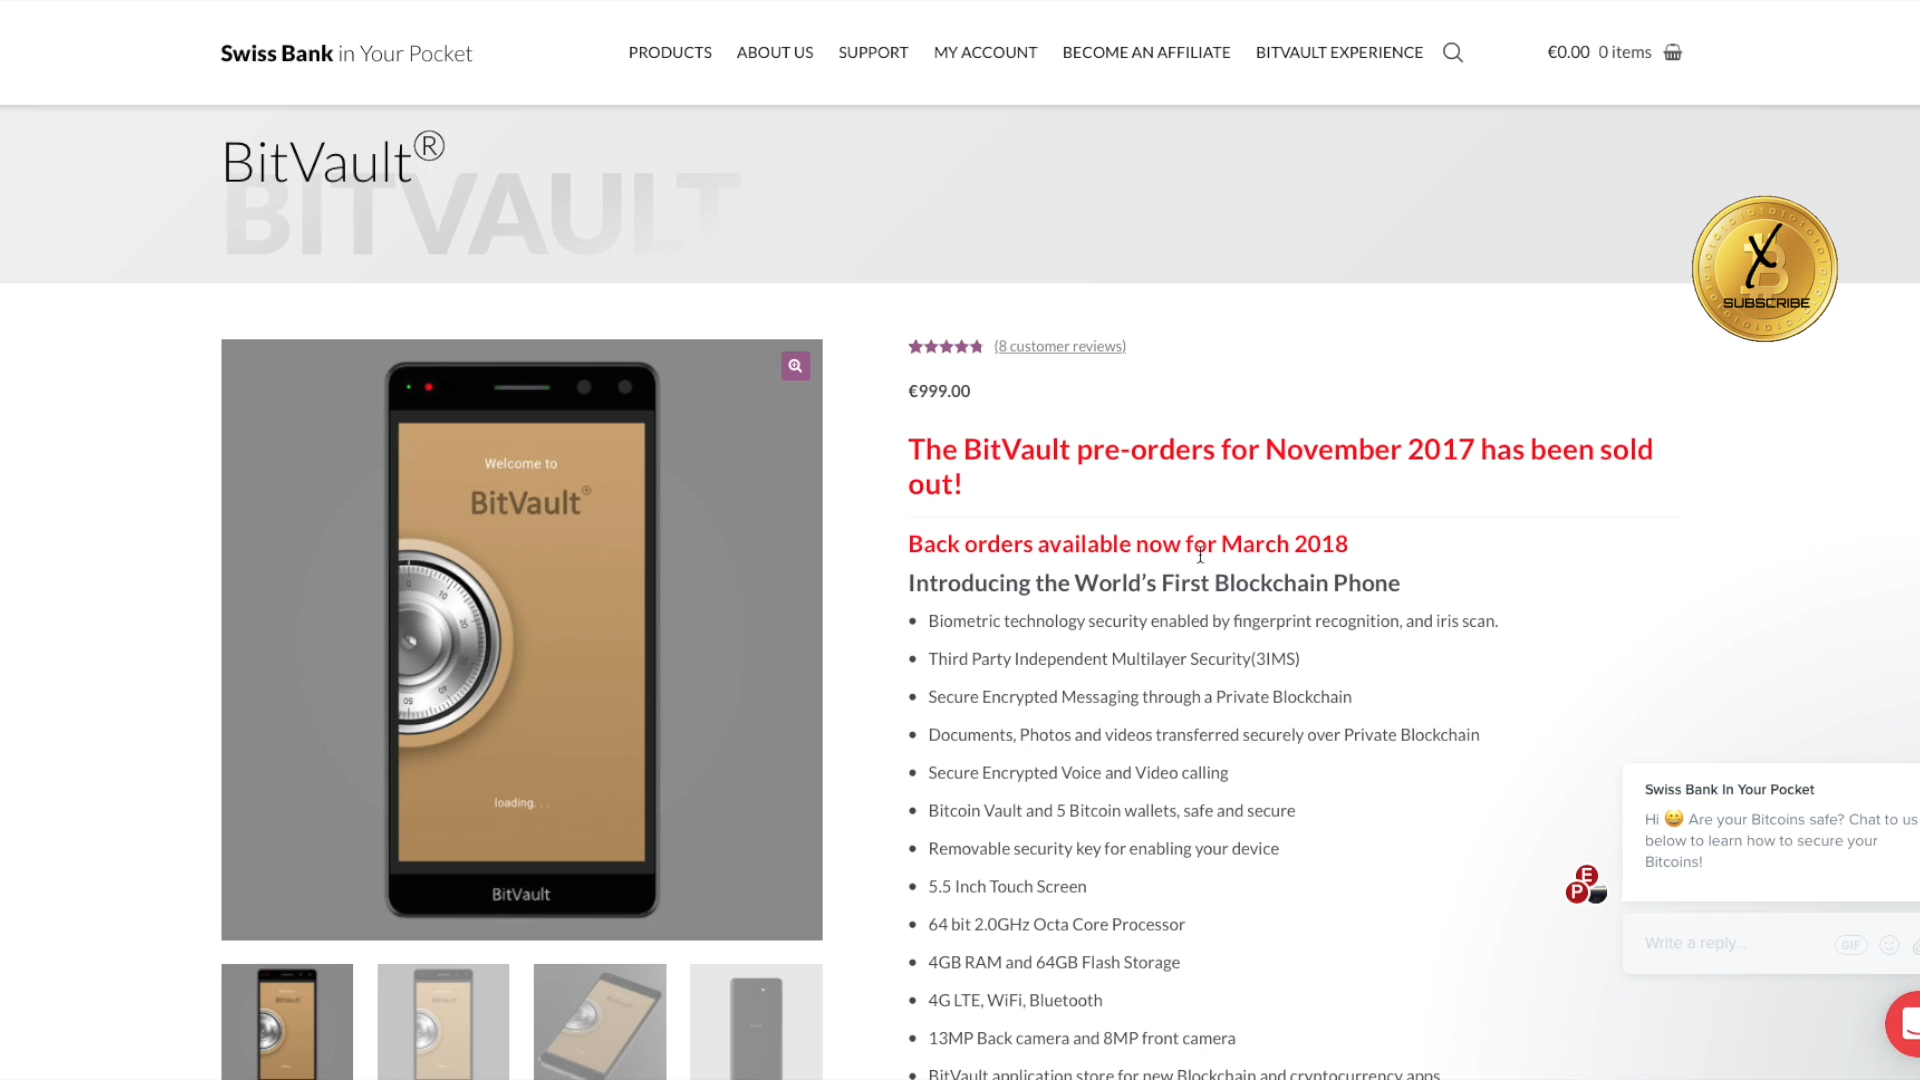 Swiss Bank in Your Pocket
PRODUCTS ABOUT US SUPPORT MY ACCOUNT BECOME AN AFFILIATE BITVAULT EXPERIENCE
€0.00 0 items
BitVault®
BITVAULT
SUBSCRIBE
Welcome to
BitVault®
loading. . .
BitVault
(8 customer reviews)
€999.00
The BitVault pre-orders for November 2017 has been sold
out!
Back orders available now for March 2018
Introducing the World's First Blockchain Phone
Biometric technology security enabled by fingerprint recognition, and iris scan.
Third Party Independent Multilayer Security(3IMS)
Secure Encrypted Messaging through a Private Blockchain
Documents, Photos and videos transferred securely over Private Blockchain
Secure Encrypted Voice and Video calling
Bitcoin Vault and 5 Bitcoin wallets, safe and secure
Removable security key for enabling your device
5.5 Inch Touch Screen
64 bit 2.0GHz Octa Core Processor
4GB RAM and 64GB Flash Storage
4G LTE, WiFi, Bluetooth
13MP Back camera and 8MP front camera
BitVault application store for new Blockchain and cryptocurrency apps
Swiss Bank In Your Pocket
Hi 😀 Are your Bitcoins safe? Chat to us
below to learn how to secure your
Bitcoins!
E
P
Write a reply...
GIF